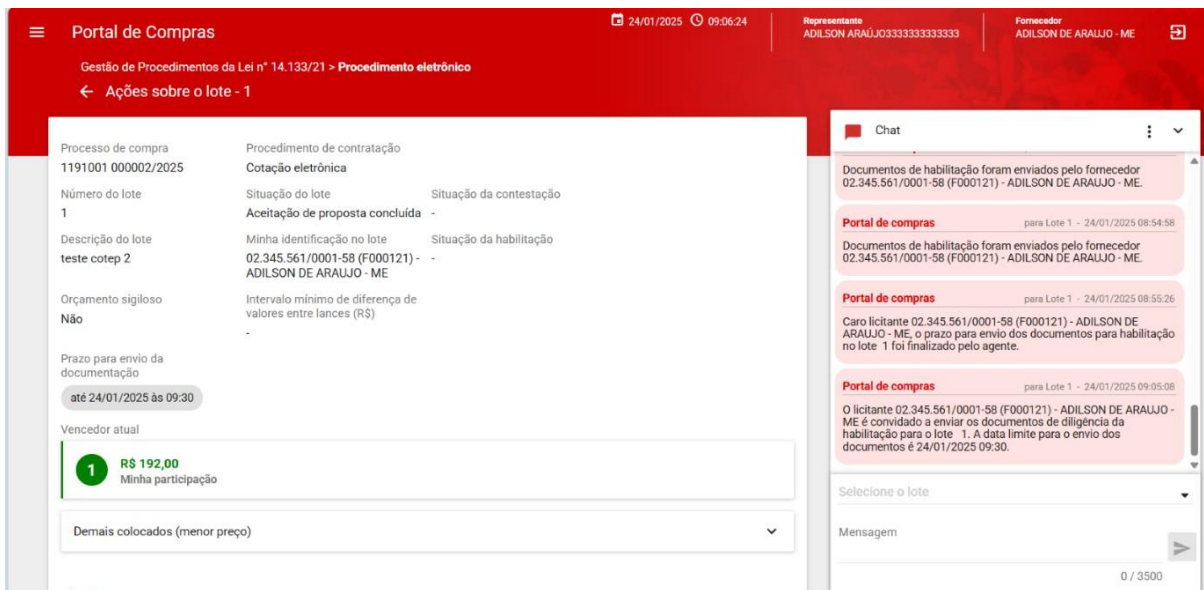 Portal de Compras
24/01/2025 09:06:24
Representante
ADILSON ARAÚJO3333333333333
Fornecedor
ADILSON DE ARAUJO - ME
Gestão de Procedimentos da Lei n° 14.133/21 > Procedimento eletrônico
Ações sobre o lote - 1
Processo de compra
1191001 000002/2025
Procedimento de contratação
Cotação eletrônica
Número do lote
1
Situação do lote
Aceitação de proposta concluída
Situação da contestação
-
Descrição do lote
teste cotep 2
Minha identificação no lote
02.345.561/0001-58 (F000121) -
ADILSON DE ARAUJO - ME
Situação da habilitação
-
Orçamento sigiloso
Não
Intervalo mínimo de diferença de
valores entre lances (R$)
-
Prazo para envio da
documentação
até 24/01/2025 às 09:30
Vencedor atual
1
R$ 192,00
Minha participação
Demais colocados (menor preço)
Chat
Documentos de habilitação foram enviados pelo fornecedor
02.345.561/0001-58 (F000121) - ADILSON DE ARAUJO - ME.
Portal de compras para Lote 1 - 24/01/2025 08:54:58
Documentos de habilitação foram enviados pelo fornecedor
02.345.561/0001-58 (F000121) - ADILSON DE ARAUJO - ME.
Portal de compras para Lote 1 - 24/01/2025 08:55:26
Caro licitante 02.345.561/0001-58 (F000121) - ADILSON DE
ARAUJO - ME, o prazo para envio dos documentos para habilitação
no lote 1 foi finalizado pelo agente.
Portal de compras para Lote 1 - 24/01/2025 09:05:08
O licitante 02.345.561/0001-58 (F000121) - ADILSON DE ARAUJO -
ME é convidado a enviar os documentos de diligência da
habilitação para o lote 1. A data limite para o envio dos
documentos é 24/01/2025 09:30.
Selecione o lote
Mensagem
0 / 3500